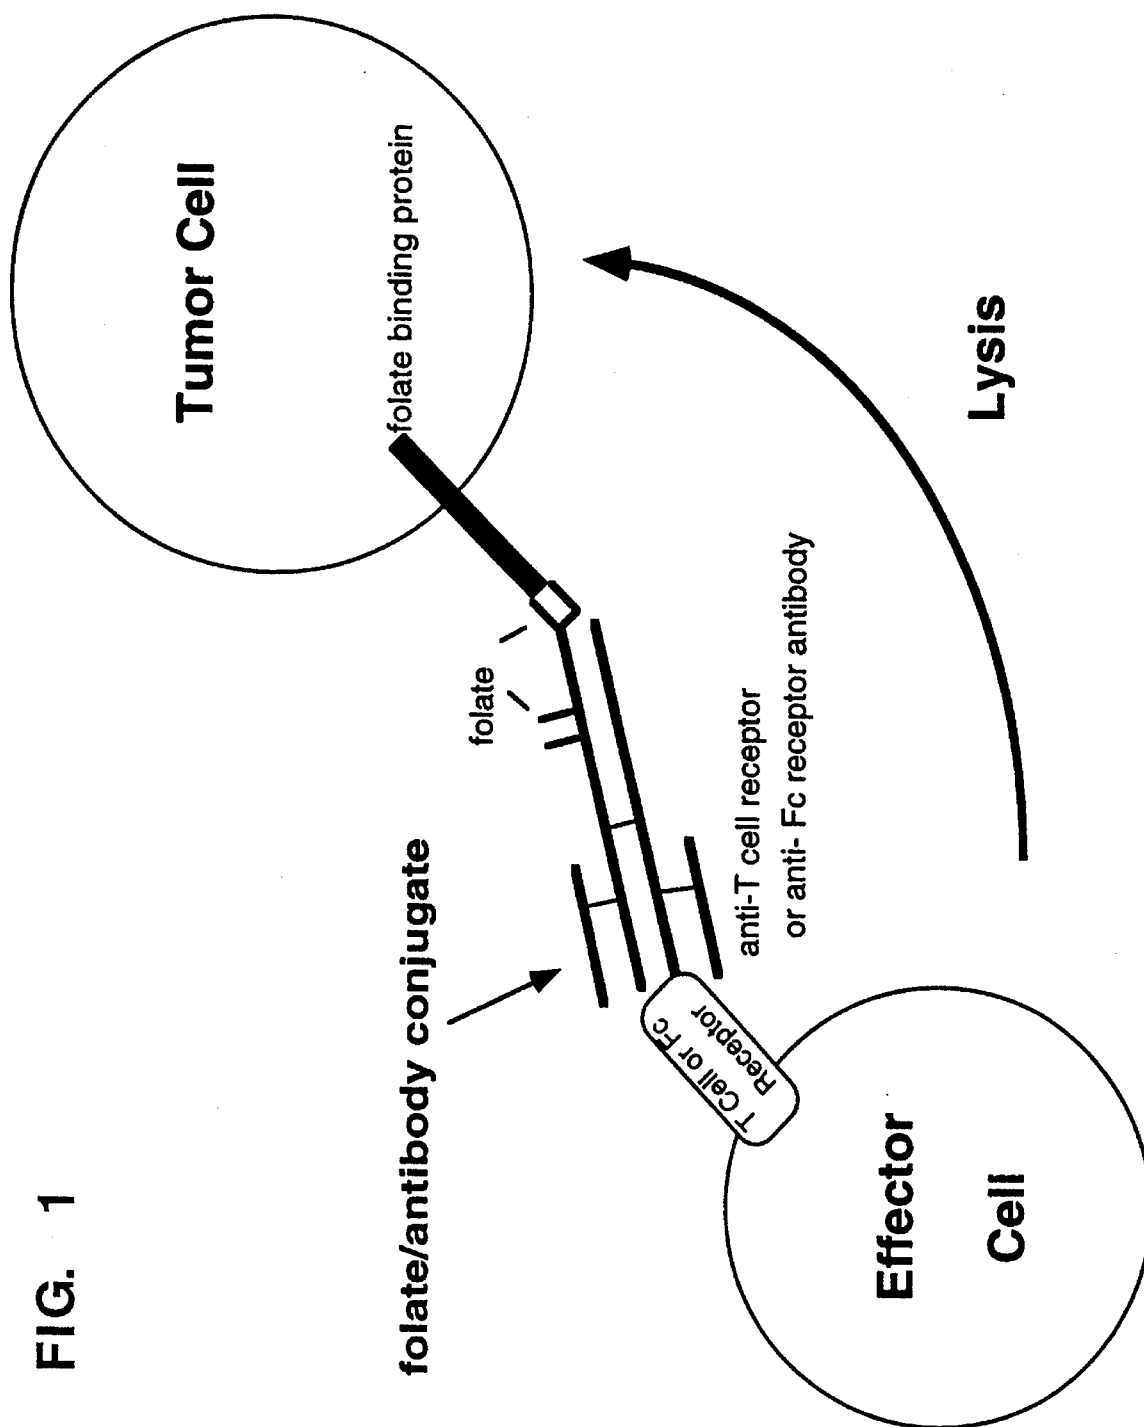 FIG. 1
folate/antibody conjugate
Tumor Cell
folate binding protein
folate
T Cell or Fc
Receptor
anti-T cell receptor
or anti- Fc receptor antibody
Effector
Cell
Lysis